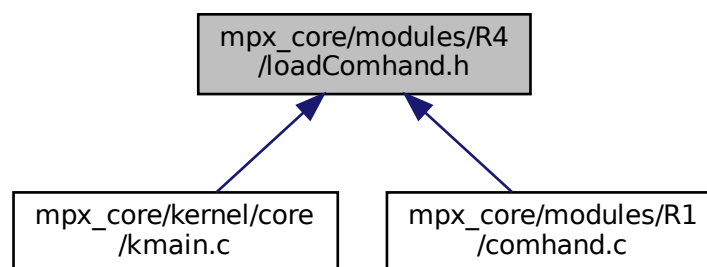 mpx_core/modules/R4
/loadComhand.h
mpx_core/kernel/core
/kmain.c
mpx_core/modules/R1
/comhand.c